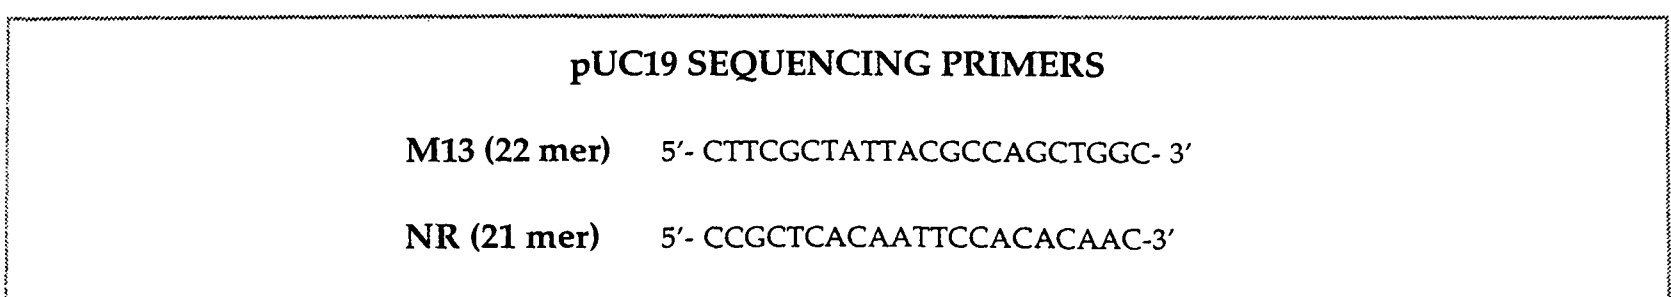 pUC19 SEQUENCING PRIMERS
M13 (22 mer) 5′- CTTCGCTATTACGCCAGCTGGC- 3′
NR (21 mer) 5′- CCGCTCACAATTCCACACAAC-3′